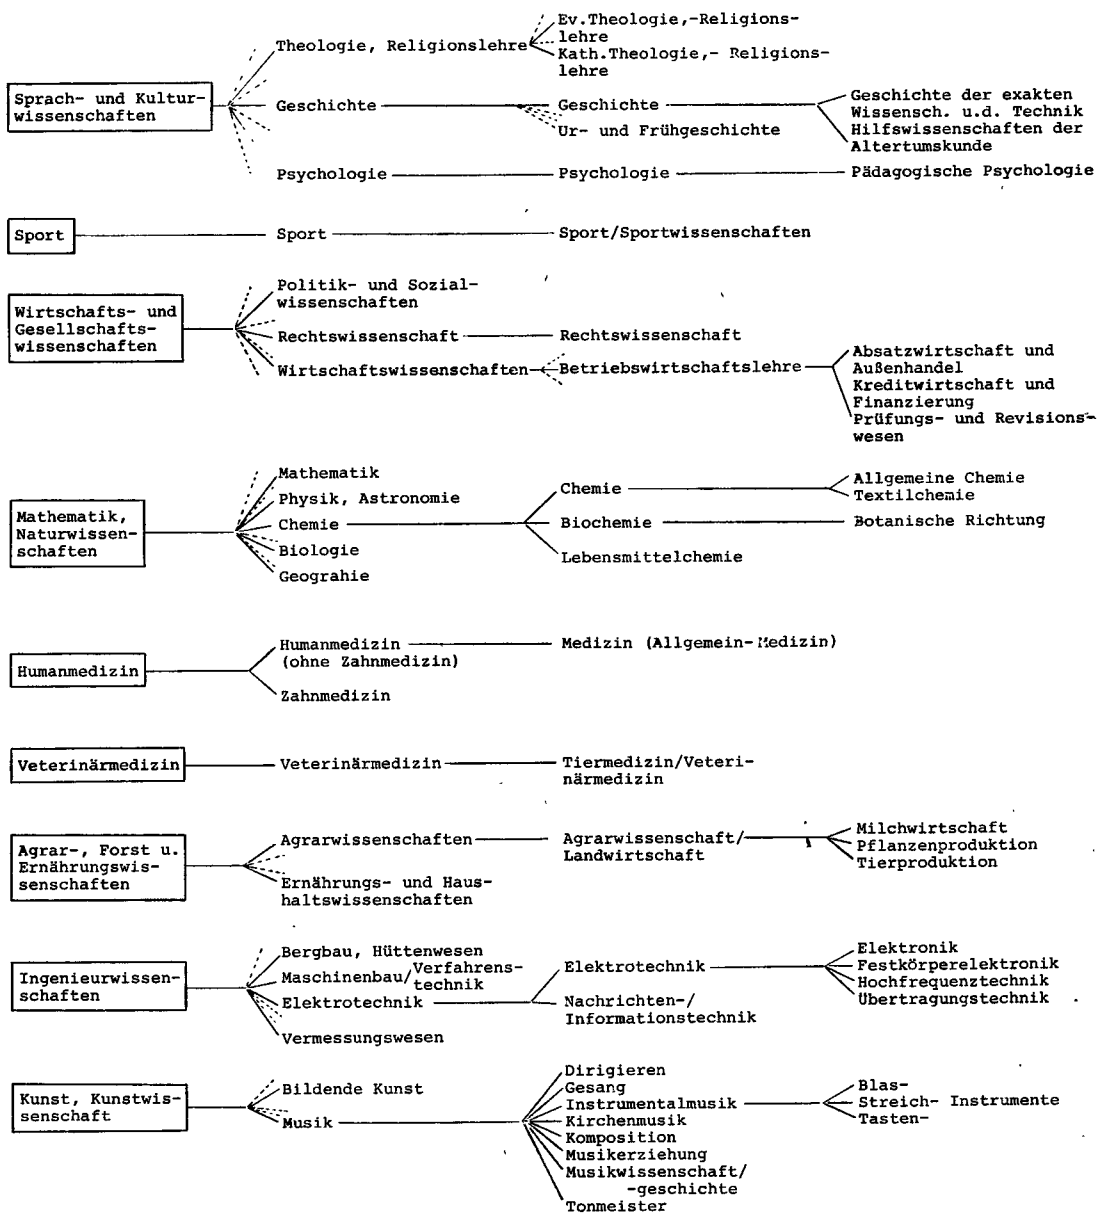 Ev.Theologie,-Religions-
lehre
Theologie, Religionslehre
Kath.Theologie,- Religions-
lehre
Sprach- und Kultur-
wissenschaften
Geschichte
Geschichte
Geschichte der exakten
Wissensch. u.d. Technik
Ur- und Frühgeschichte
Hilfswissenschaften der
Altertumskunde
Psychologie
Psychologie
Pädagogische Psychologie
Sport
Sport
Sport/Sportwissenschaften
Wirtschafts- und
Gesellschafts-
wissenschaften
Politik- und Sozial-
wissenschaften
Rechtswissenschaft
Rechtswissenschaft
Wirtschaftswissenschaften
Betriebswirtschaftslehre
Absatzwirtschaft und
Außenhandel
Kreditwirtschaft und
Finanzierung
Prüfungs- und Revisions-
wesen
Mathematik,
Naturwissen-
schaften
Mathematik
Physik, Astronomie
Chemie
Biologie
Geograhie
Chemie
Biochemie
Lebensmittelchemie
Allgemeine Chemie
Textilchemie
Botanische Richtung
Humanmedizin
Humanmedizin
(ohne Zahnmedizin)
Zahnmedizin
Medizin (Allgemein-Medizin)
Veterinärmedizin
Veterinärmedizin
Tiermedizin/Veteri-
närmedizin
Agrar-, Forst u.
Ernährungswis-
senschaften
Agrarwissenschaften
Ernährungs- und Haus-
haltswissenschaften
Agrarwissenschaft/
Landwirtschaft
Milchwirtschaft
Pflanzenproduktion
Tierproduktion
Ingenieurwissen-
schaften
Bergbau, Hüttenwesen
Maschinenbau/Verfahrens-
technik
Elektrotechnik
Vermessungswesen
Elektrotechnik
Nachrichten-/
Informationstechnik
Elektronik
Festkörperelektronik
Hochfrequenztechnik
Übertragungstechnik
Kunst, Kunstwis-
senschaft
Bildende Kunst
Musik
Dirigieren
Gesang
Instrumentalmusik
Kirchenmusik
Komposition
Musikerziehung
Musikwissenschaft/
-geschichte
Tonmeister
Blas-
Streich- Instrumente
Tasten-